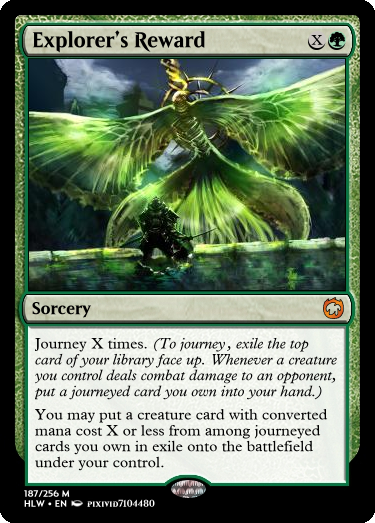 Explorer's Reward X
Sorcery
Journey X times. (To journey, exile the top
card of your library face up. Whenever a creature
you control deals combat damage to an opponent,
put a journeyed card you own into your hand.)
You may put a creature card with converted
mana cost X or less from among journeyed
cards you own in exile onto the battlefield
under your control.
187/256 M
HLW • EN PIXIVID7104480